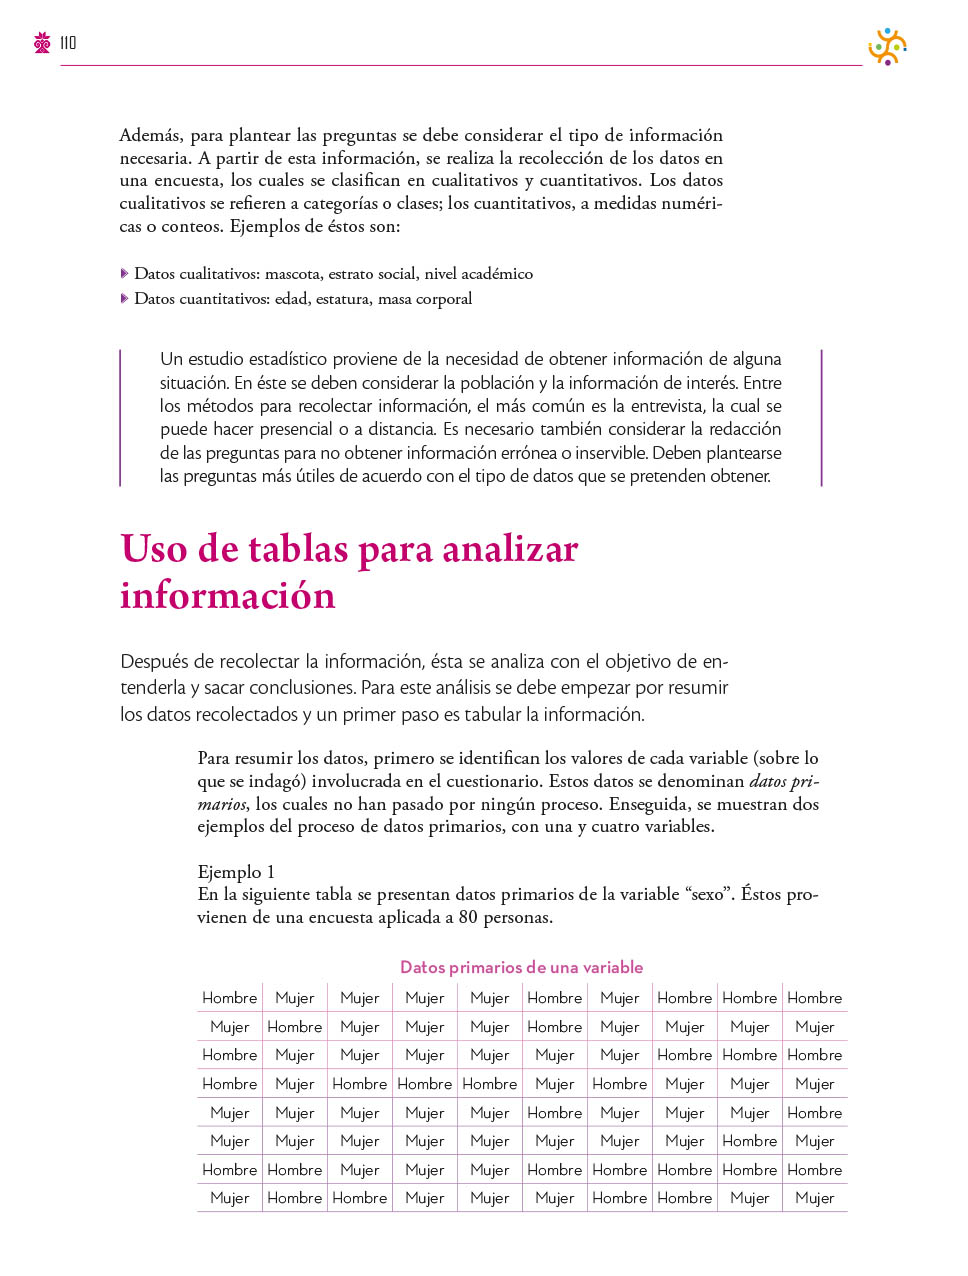 110
Además, para plantear las preguntas se debe considerar el tipo de información
necesaria. A partir de esta información, se realiza la recolección de los datos en
una encuesta, los cuales se clasifican en cualitativos y cuantitativos. Los datos
cualitativos se refieren a categorías o clases; los cuantitativos, a medidas numéri-
cas o conteos. Ejemplos de éstos son:
Datos cualitativos: mascota, estrato social, nivel académico
Datos cuantitativos: edad, estatura, masa corporal
Un estudio estadístico proviene de la necesidad de obtener información de alguna
situación. En éste se deben considerar la población y la información de interés. Entre
los métodos para recolectar información, el más común es la entrevista, la cual se
puede hacer presencial o a distancia. Es necesario también considerar la redacción
de las preguntas para no obtener información errónea o inservible. Deben plantearse
las preguntas más útiles de acuerdo con el tipo de datos que se pretenden obtener.
Uso de tablas para analizar
información
Después de recolectar la información, ésta se analiza con el objetivo de en-
tenderla y sacar conclusiones. Para este análisis se debe empezar por resumir
los datos recolectados y un primer paso es tabular la información.
Para resumir los datos, primero se identifican los valores de cada variable (sobre lo
que se indagó) involucrada en el cuestionario. Estos datos se denominan datos pri-
marios, los cuales no han pasado por ningún proceso. Enseguida, se muestran dos
ejemplos del proceso de datos primarios, con una y cuatro variables.
Ejemplo 1
En la siguiente tabla se presentan datos primarios de la variable “sexo”. Éstos pro-
vienen de una encuesta aplicada a 80 personas.
Datos primarios de una variable
Hombre Mujer Mujer Mujer Mujer Hombre Mujer Hombre Hombre Hombre
Mujer Hombre Mujer Mujer Mujer Hombre Mujer Mujer Mujer Mujer
Hombre Mujer Mujer Mujer Mujer Mujer Mujer Hombre Hombre Hombre
Hombre Mujer Hombre Hombre Hombre Mujer Hombre Mujer Mujer Mujer
Mujer Mujer Mujer Mujer Mujer Hombre Mujer Mujer Mujer Hombre
Mujer Mujer Mujer Mujer Mujer Mujer Mujer Mujer Hombre Mujer
Hombre Hombre Mujer Mujer Mujer Hombre Hombre Hombre Hombre Hombre
Mujer Hombre Hombre Mujer Mujer Mujer Hombre Hombre Mujer Mujer